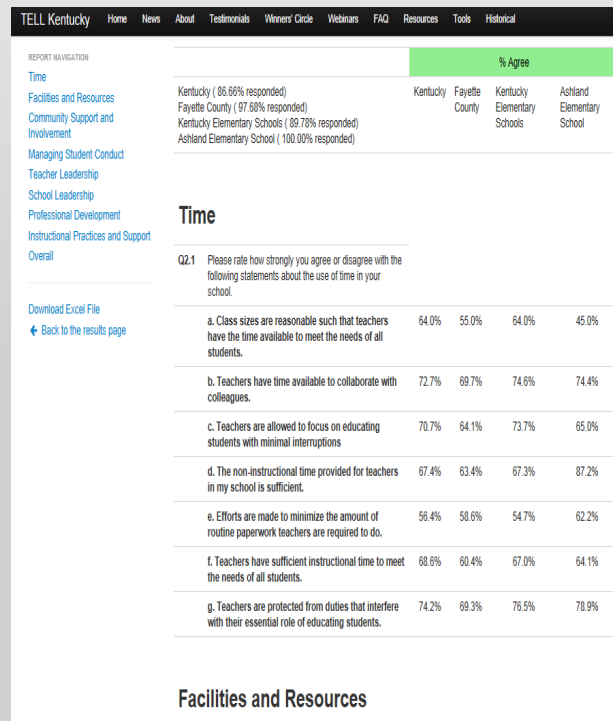 TELL Kentucky Home News About Testimonials Winners' Circle Webinars FAQ Resources Tools Historical
REPORT NAVIGATION
Time
Facilities and Resources
Community Support and
Involvement
Managing Student Conduct
Teacher Leadership
School Leadership
Professional Development
Instructional Practices and Support
Overall
Download Excel File
← Back to the results page
% Agree
Kentucky ( 86.66% responded)
Fayette County ( 97.68% responded)
Kentucky Elementary Schools ( 89.78% responded)
Ashland Elementary School ( 100.00% responded)
Kentucky
Fayette
County
Kentucky
Elementary
Schools
Ashland
Elementary
School
Time
Q2.1 Please rate how strongly you agree or disagree with the
following statements about the use of time in your
school.
a. Class sizes are reasonable such that teachers 64.0% 55.0% 64.0% 45.0%
have the time available to meet the needs of all
students.
b. Teachers have time available to collaborate with 72.7% 69.7% 74.6% 74.4%
colleagues.
c. Teachers are allowed to focus on educating 70.7% 64.1% 73.7% 65.0%
students with minimal interruptions
d. The non-instructional time provided for teachers 67.4% 63.4% 67.3% 87.2%
in my school is sufficient.
e. Efforts are made to minimize the amount of 56.4% 58.6% 54.7% 62.2%
routine paperwork teachers are required to do.
f. Teachers have sufficient instructional time to meet 68.6% 60.4% 67.0% 64.1%
the needs of all students.
g. Teachers are protected from duties that interfere 74.2% 69.3% 76.5% 78.9%
with their essential role of educating students.
Facilities and Resources